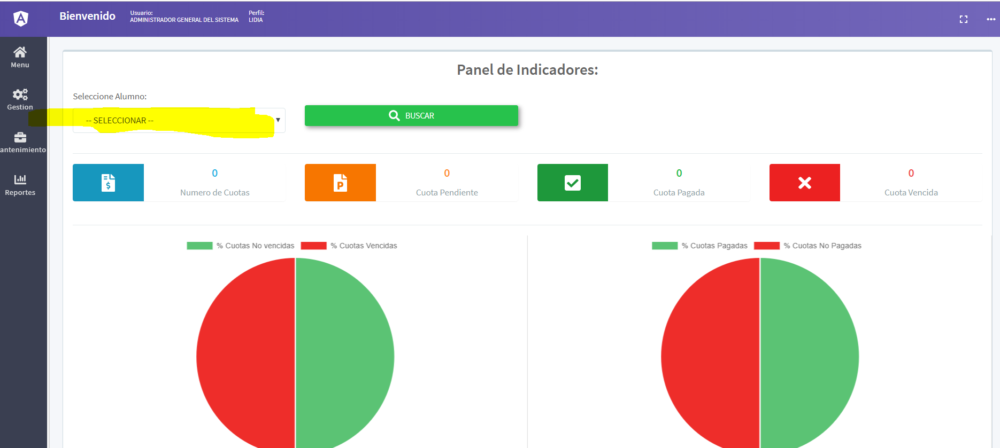 Bienvenido
Usuario:
ADMINISTRADOR GENERAL DEL SISTEMA
Perfil:
LIDIA
Menu
Gestion
antenimiento
Reportes
Panel de Indicadores:
Seleccione Alumno:
-- SELECCIONAR --
BUSCAR
0
Numero de Cuotas
0
Cuota Pendiente
0
Cuota Pagada
0
Cuota Vencida
% Cuotas No vencidas
% Cuotas Vencidas
% Cuotas Pagadas
% Cuotas No Pagadas